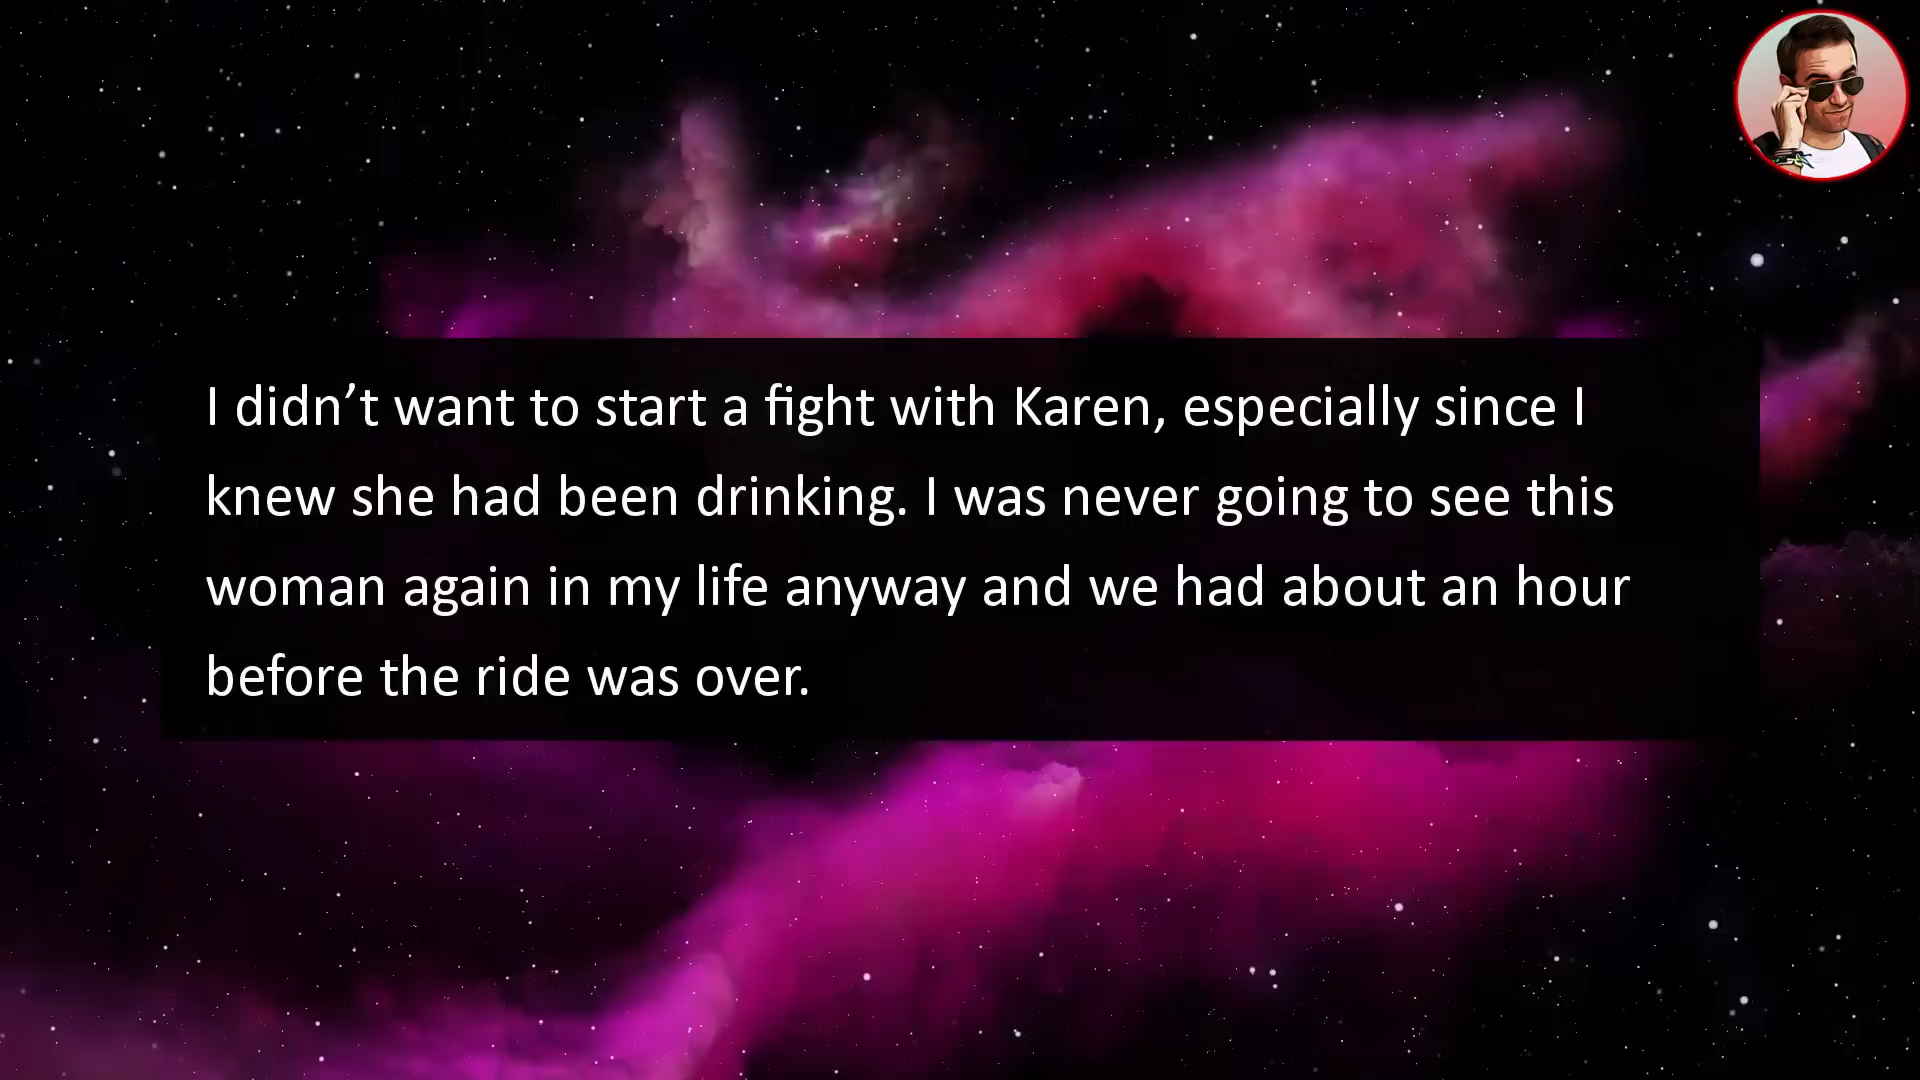 I didn’t want to start a fight with Karen, especially since I
knew she had been drinking. I was never going to see this
woman again in my life anyway and we had about an hour
before the ride was over.